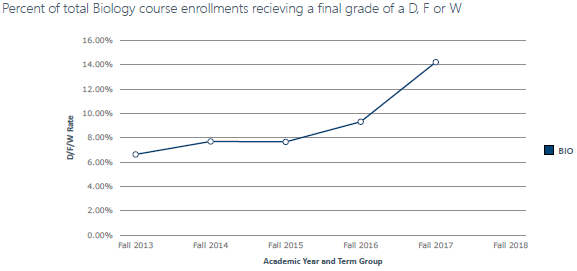 Percent of total Biology course enrollments recieving a final grade of a D, F or W
16.00%
14.00%
12.00%
10.00%
8.00%
6.00%
4.00%
2.00%
0.00%
D/F/W Rate
BIO
Fall 2013 Fall 2014 Fall 2015 Fall 2016 Fall 2017 Fall 2018
Academic Year and Term Group